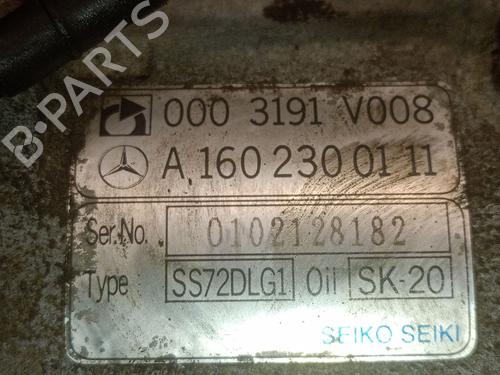 B-PARTS
000 3191 V008
A 160 230 01 11
Ser.No. 0102128182
Type SS72DLG1 Oil SK-20
SEIKO SEIKI